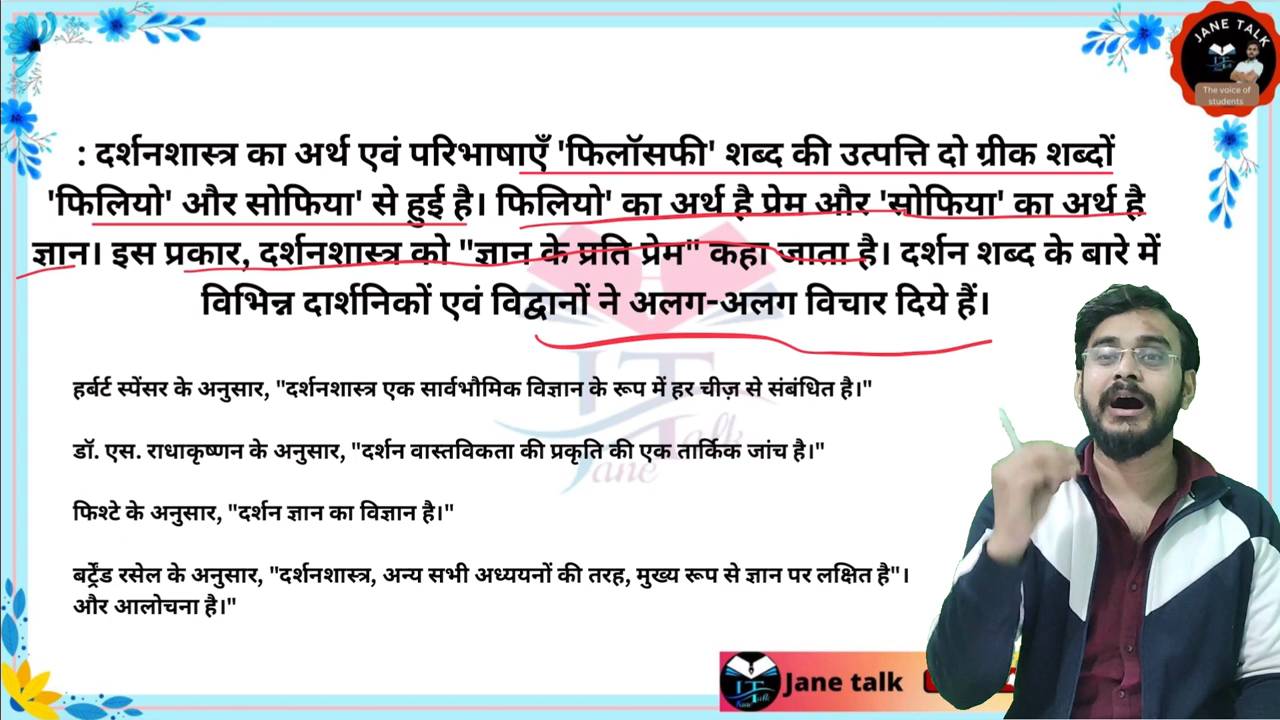 JANE TALK
The voice of
students
: दर्शनशास्त्र का अर्थ एवं परिभाषाएँ 'फिलॉसफी' शब्द की उत्पत्ति दो ग्रीक शब्दों
'फिलियो' और सोफिया' से हुई है। फिलियो' का अर्थ है प्रेम और 'सोफिया' का अर्थ है
ज्ञान। इस प्रकार, दर्शनशास्त्र को "ज्ञान के प्रति प्रेम" कहा जाता है। दर्शन शब्द के बारे में
विभिन्न दार्शनिकों एवं विद्वानों ने अलग-अलग विचार दिये हैं।
हर्बर्ट स्पेंसर के अनुसार, "दर्शनशास्त्र एक सार्वभौमिक विज्ञान के रूप में हर चीज़ से संबंधित है।"
डॉ. एस. राधाकृष्णन के अनुसार, "दर्शन वास्तविकता की प्रकृति की एक तार्किक जांच है।"
फिश्टे के अनुसार, "दर्शन ज्ञान का विज्ञान है।"
बर्ट्रेंड रसेल के अनुसार, "दर्शनशास्त्र, अन्य सभी अध्ययनों की तरह, मुख्य रूप से ज्ञान पर लक्षित है"।
और आलोचना है।"
JT
Talk
Jane
Jane talk